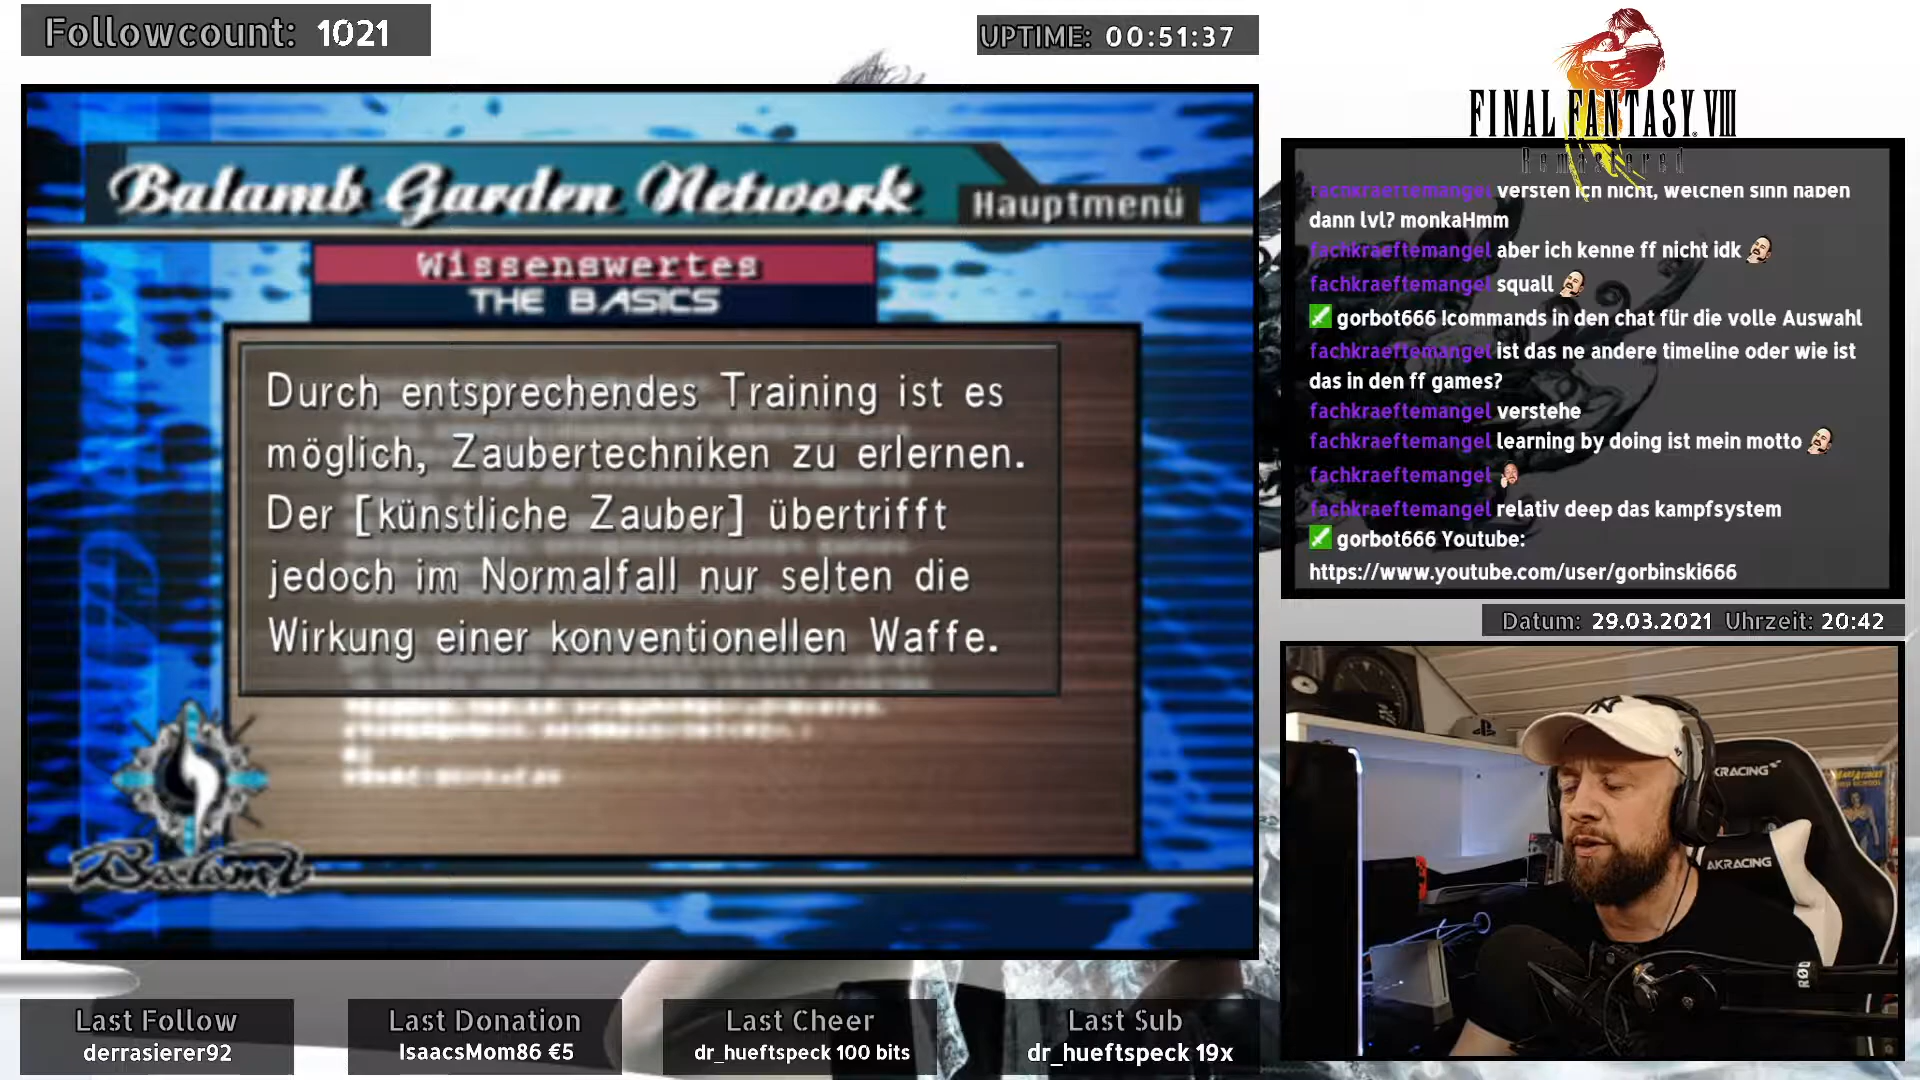 Followcount: 1021
UPTIME: 00:51:37
FINAL FANTASY VIII
Remastered
Balamb Garden Network
Hauptmenü
Wissenswertes
THE BASICS
Durch entsprechendes Training ist es
möglich, Zaubertechniken zu erlernen.
Der [künstliche Zauber] übertrifft
jedoch im Normalfall nur selten die
Wirkung einer konventionellen Waffe.
Balamb
fachkraeftemangel versteh ich nicht, welchen sinn haben
dann lvl? monkaHmm
fachkraeftemangel aber ich kenne ff nicht idk
fachkraeftemangel squall
gorbot666 !commands in den chat für die volle Auswahl
fachkraeftemangel ist das ne andere timeline oder wie ist
das in den ff games?
fachkraeftemangel verstehe
fachkraeftemangel learning by doing ist mein motto
fachkraeftemangel
fachkraeftemangel relativ deep das kampfsystem
gorbot666 Youtube:
https://www.youtube.com/user/gorbinski666
Datum: 29.03.2021 Uhrzeit: 20:42
KRACING
AKRACING
RØD
Last Follow
derrasierer92
Last Donation
IsaacsMom86 €5
Last Cheer
dr_hueftspeck 100 bits
Last Sub
dr_hueftspeck 19x